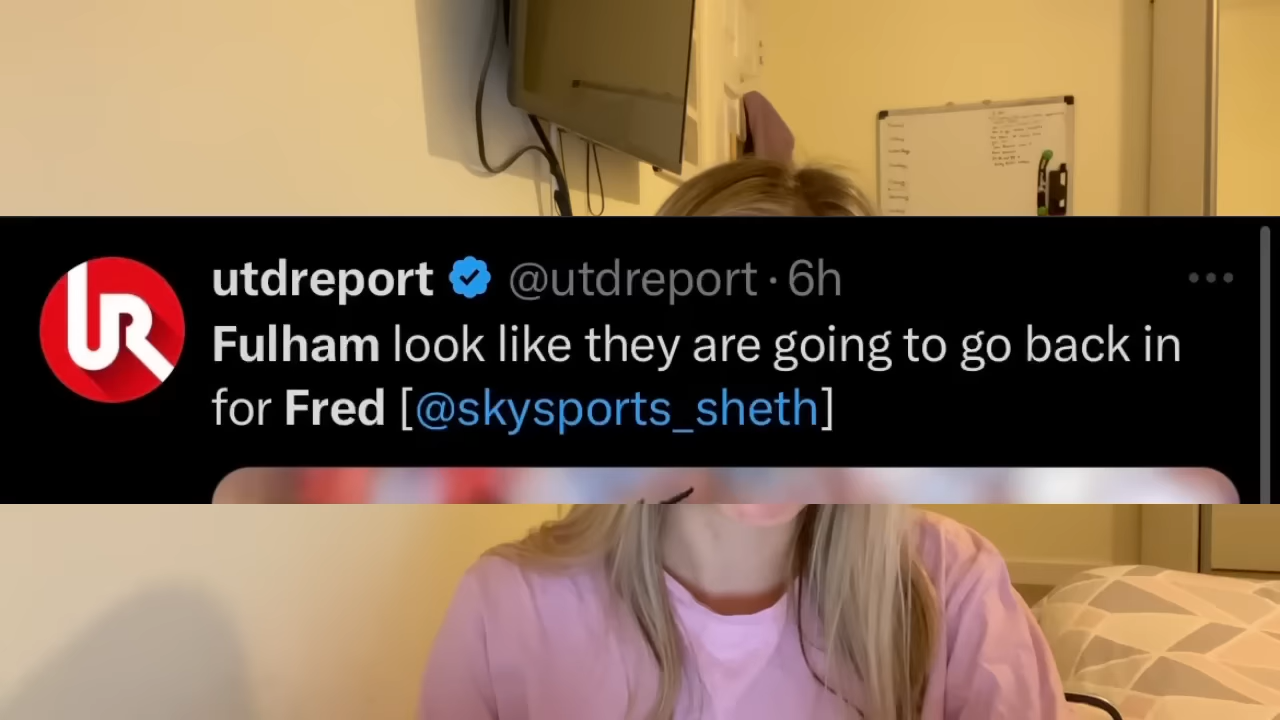 utdreport @utdreport · 6h
Fulham look like they are going to go back in
for Fred [@skysports_sheth]